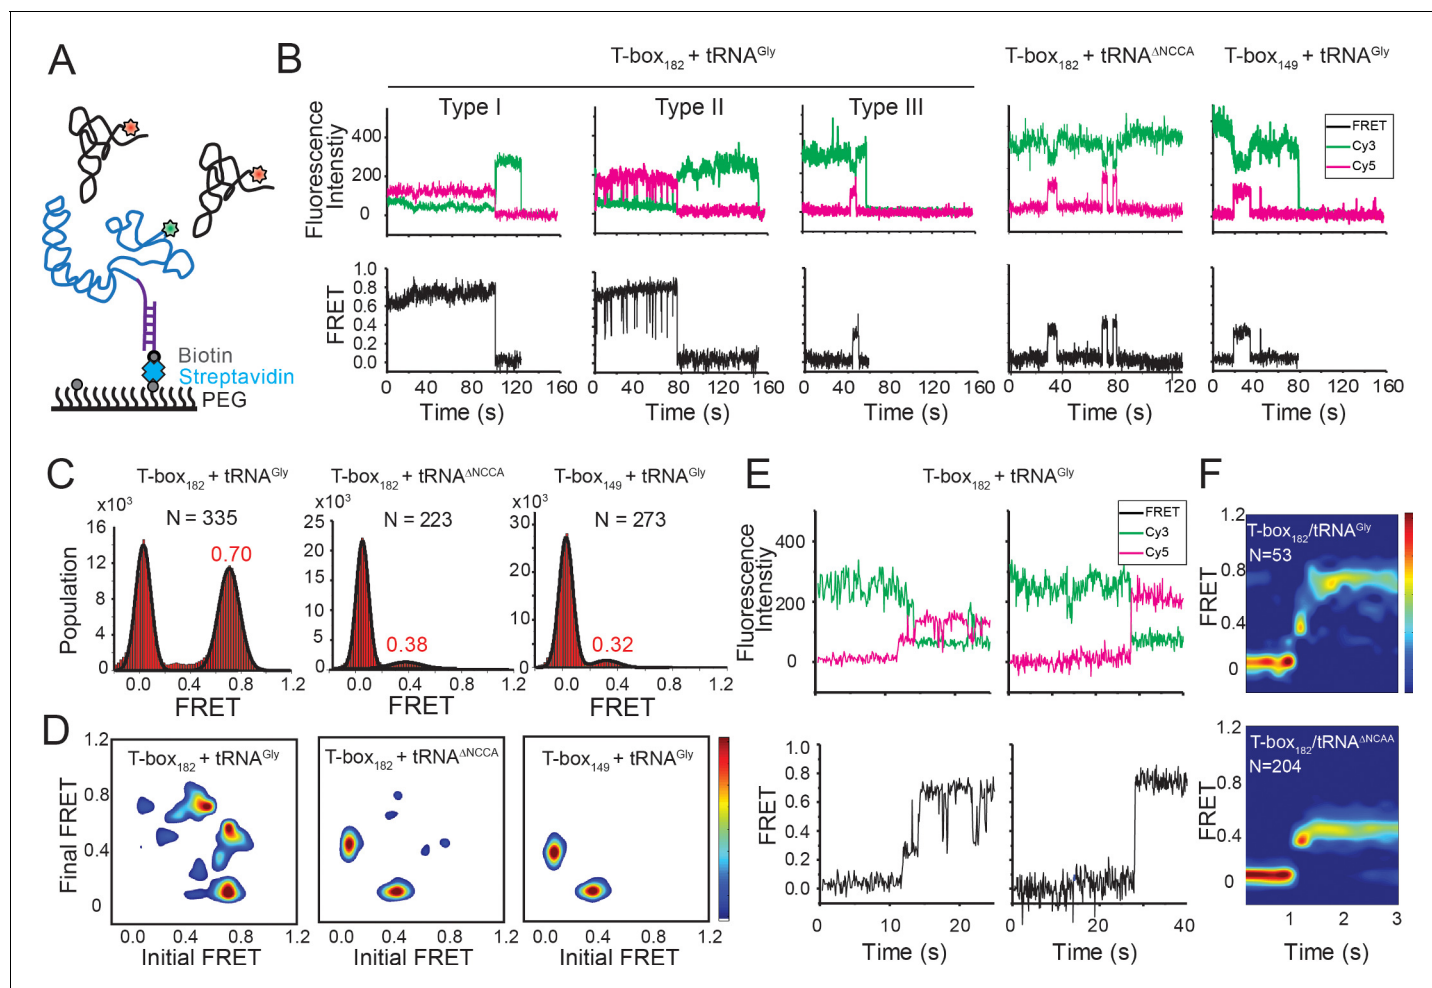 A
Biotin
Streptavidin
PEG
B
T-box182 + tRNAGly
T-box182 + tRNAΔNCCA
T-box149 + tRNAGly
Type I
Type II
Type III
Fluorescence
Intenstiy
400
200
0
FRET
Cy3
Cy5
FRET
1.0
0.8
0.6
0.4
0.2
0.0
0 40 80 120 160
0 40 80 120 160
0 40 80 120 160
0 40 80 120
0 40 80 120 160
Time (s)
Time (s)
Time (s)
Time (s)
Time (s)
C
T-box182 + tRNAGly
T-box182 + tRNAΔNCCA
T-box149 + tRNAGly
x103
x103
x103
N = 335
N = 223
N = 273
Population
16
12
8
4
0
25
20
15
10
5
0
30
20
10
0
0.70
0.38
0.32
0.0 0.4 0.8 1.2
0.0 0.4 0.8 1.2
0.0 0.4 0.8 1.2
FRET
FRET
FRET
D
T-box182 + tRNAGly
T-box182 + tRNAΔNCCA
T-box149 + tRNAGly
Final FRET
1.2
0.8
0.4
0
0.0 0.4 0.8 1.2
0.0 0.4 0.8 1.2
0.0 0.4 0.8 1.2
Initial FRET
Initial FRET
Initial FRET
E
T-box182 + tRNAGly
FRET
Cy3
Cy5
Fluorescence
Intenstiy
400
200
0
FRET
1.0
0.8
0.6
0.4
0.2
0.0
0 10 20
0 20 40
Time (s)
Time (s)
F
T-box182/tRNAGly
N=53
FRET
1.2
0.8
0.4
0
T-box182/tRNAΔNCAA
N=204
FRET
1.2
0.8
0.4
0
1 2 3
Time (s)